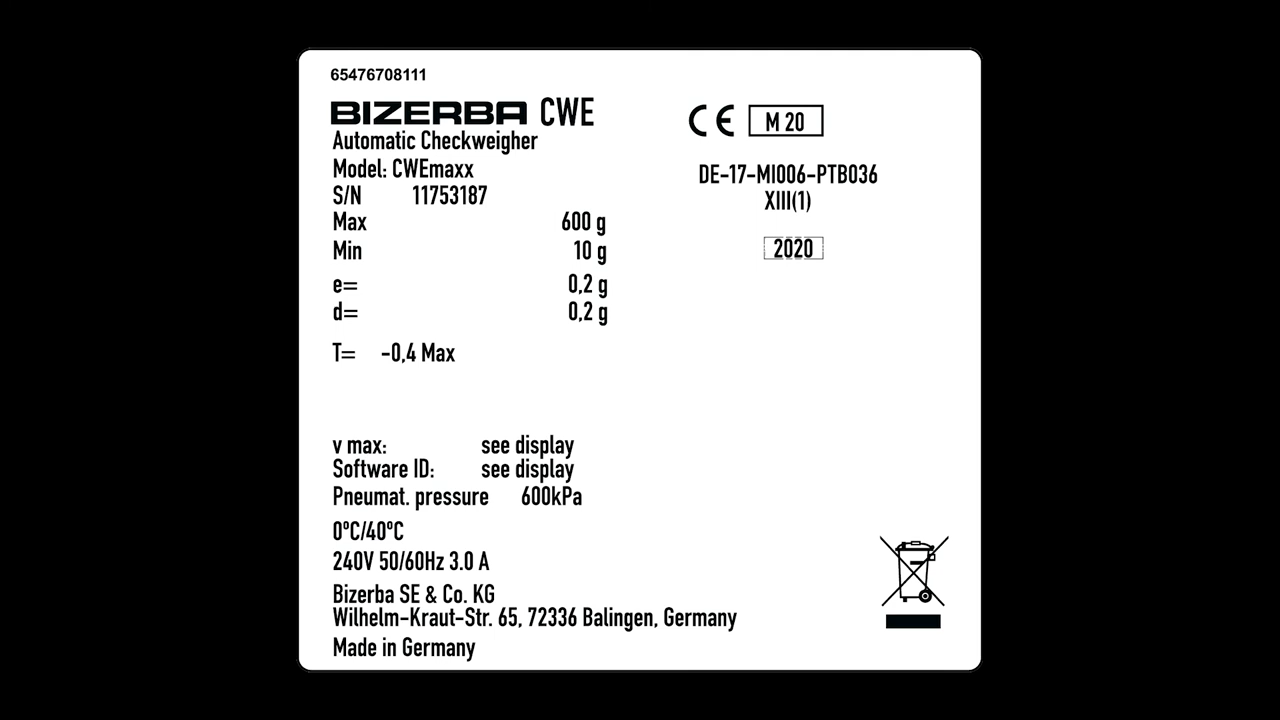 65476708111
BIZERBA CWE
Automatic Checkweigher
Model: CWEmaxx
S/N 11753187
Max 600 g
Min 10 g
e= 0,2 g
d= 0,2 g
T= -0,4 Max
v max: see display
Software ID: see display
Pneumat. pressure 600kPa
0°C/40°C
240V 50/60Hz 3.0 A
Bizerba SE & Co. KG
Wilhelm-Kraut-Str. 65, 72336 Balingen, Germany
Made in Germany
CE M 20
DE-17-MI006-PTB036
XIII(1)
2020